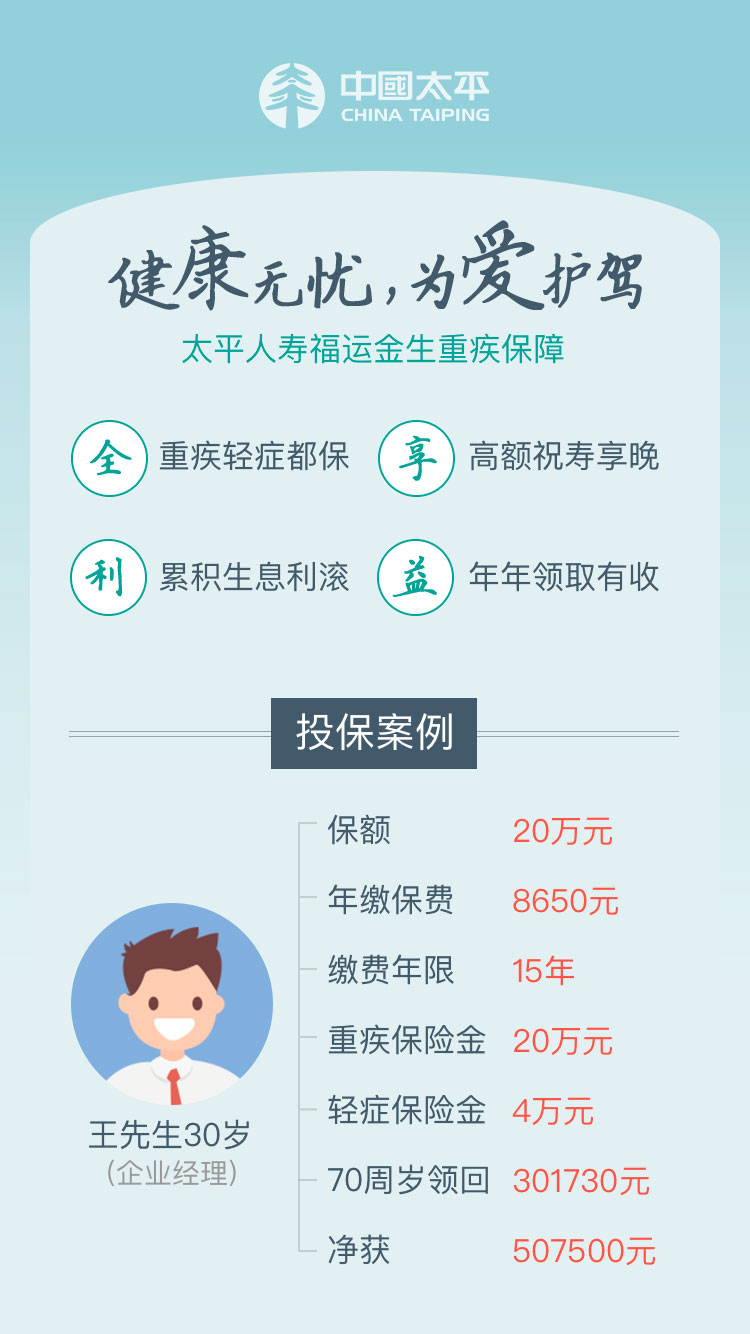 中國太平
CHINA TAIPING
健康无忧，为爱护驾
太平人寿福运金生重疾保障
全 重疾轻症都保
享 高额祝寿享晚
利 累积生息利滚
益 年年领取有收
投保案例
保额 20万元
年缴保费 8650元
缴费年限 15年
重疾保险金 20万元
轻症保险金 4万元
70周岁领回 301730元
净获 507500元
王先生30岁
（企业经理）